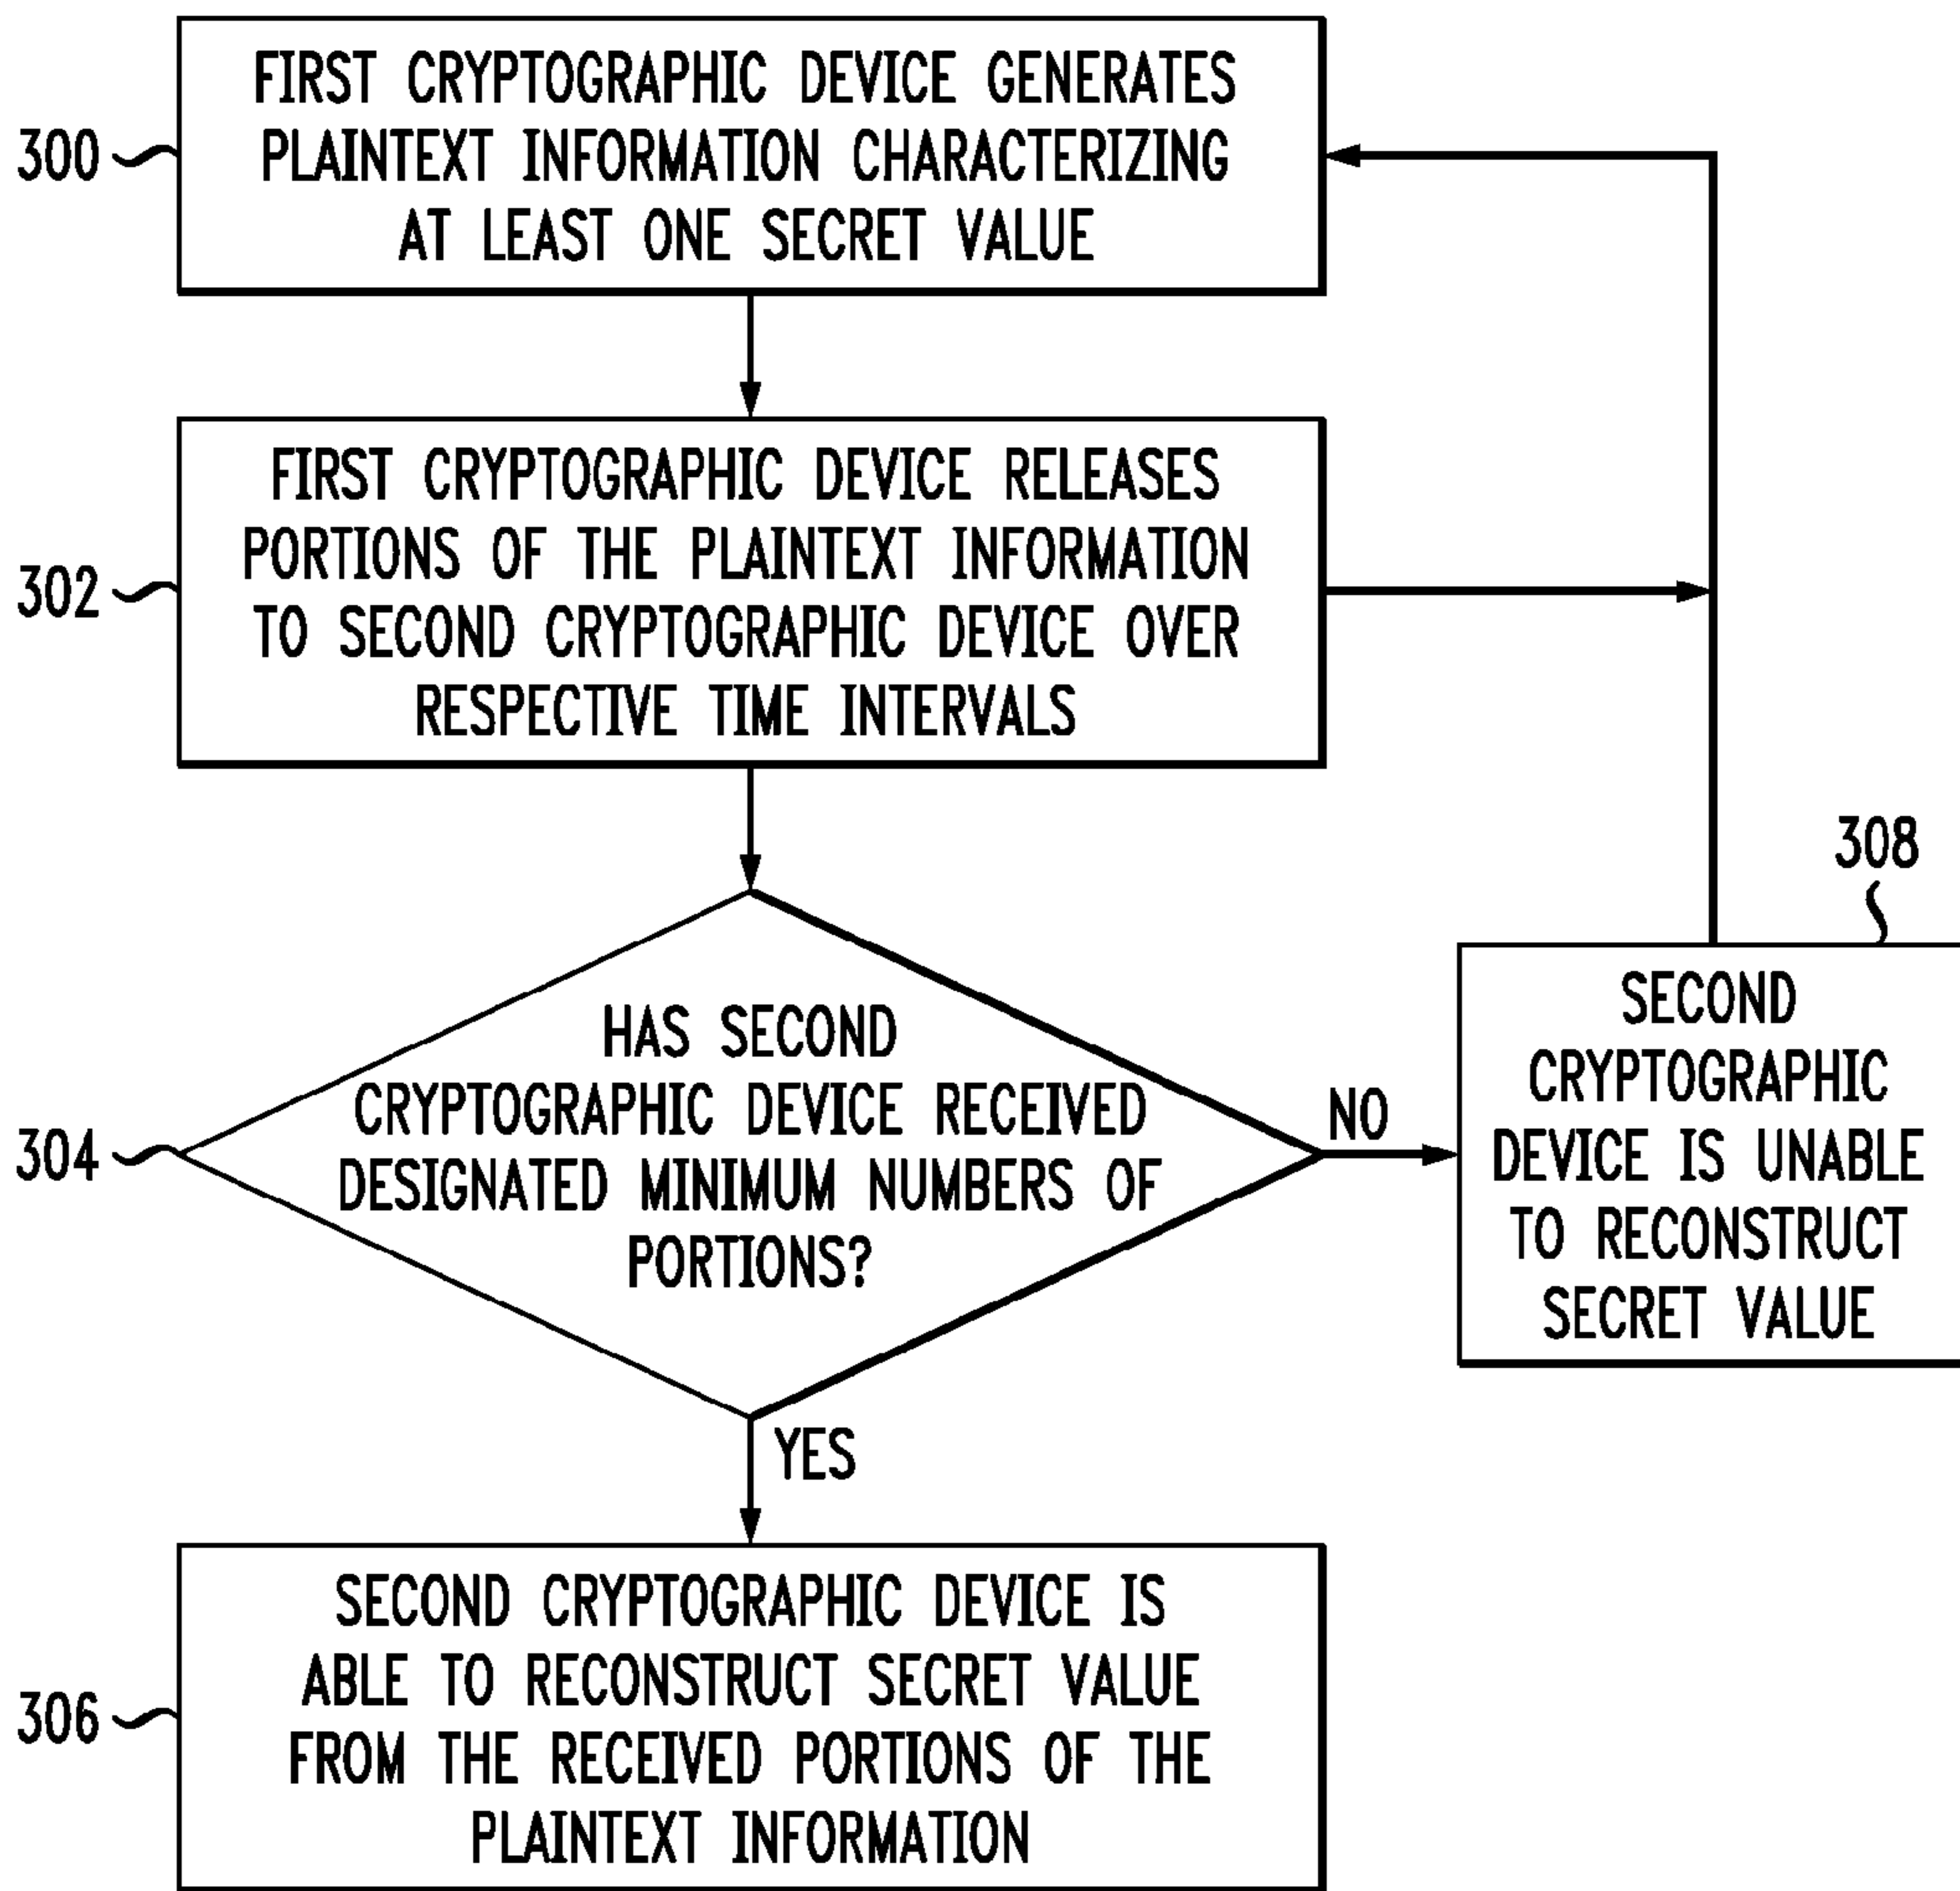 300
FIRST CRYPTOGRAPHIC DEVICE GENERATES
PLAINTEXT INFORMATION CHARACTERIZING
AT LEAST ONE SECRET VALUE
302
FIRST CRYPTOGRAPHIC DEVICE RELEASES
PORTIONS OF THE PLAINTEXT INFORMATION
TO SECOND CRYPTOGRAPHIC DEVICE OVER
RESPECTIVE TIME INTERVALS
304
HAS SECOND
CRYPTOGRAPHIC DEVICE RECEIVED
DESIGNATED MINIMUM NUMBERS OF
PORTIONS?
NO
308
SECOND
CRYPTOGRAPHIC
DEVICE IS UNABLE
TO RECONSTRUCT
SECRET VALUE
YES
306
SECOND CRYPTOGRAPHIC DEVICE IS
ABLE TO RECONSTRUCT SECRET VALUE
FROM THE RECEIVED PORTIONS OF THE
PLAINTEXT INFORMATION